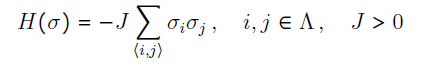 H(σ) = −J ∑_{⟨i,j⟩} σ_i σ_j , i, j ∈ Λ , J > 0